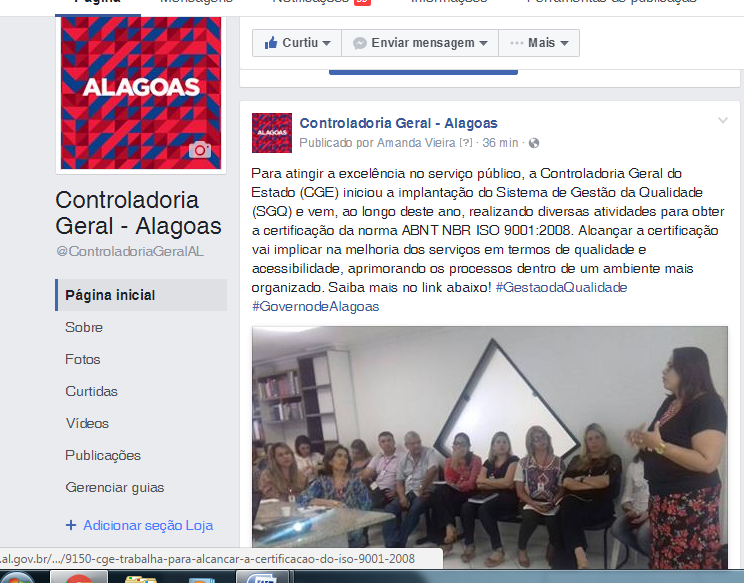 Página Mensagens Notificações Informações Ferramentas de publicação
Curtiu Enviar mensagem Mais
ALAGOAS
Controladoria
Geral - Alagoas
@ControladoriaGeralAL
Página inicial
Sobre
Fotos
Curtidas
Vídeos
Publicações
Gerenciar guias
+ Adicionar seção Loja
ALAGOAS
Controladoria Geral - Alagoas
Publicado por Amanda Vieira [?] · 36 min ·
Para atingir a excelência no serviço público, a Controladoria Geral do
Estado (CGE) iniciou a implantação do Sistema de Gestão da Qualidade
(SGQ) e vem, ao longo deste ano, realizando diversas atividades para obter
a certificação da norma ABNT NBR ISO 9001:2008. Alcançar a certificação
vai implicar na melhoria dos serviços em termos de qualidade e
acessibilidade, aprimorando os processos dentro de um ambiente mais
organizado. Saiba mais no link abaixo! #GestaodaQualidade
#GovernodeAlagoas
.al.gov.br/.../9150-cge-trabalha-para-alcancar-a-certificacao-do-iso-9001-2008